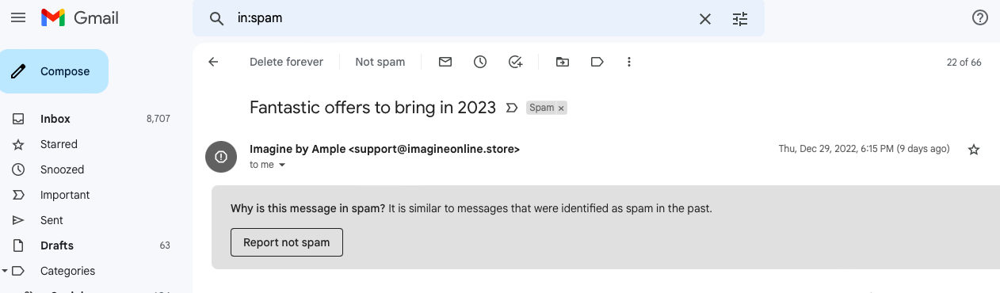 Gmail
in:spam
Compose
Delete forever
Not spam
22 of 66
Fantastic offers to bring in 2023
Spam ×
Inbox 8,707
Starred
Snoozed
Important
Sent
Drafts 63
Categories
Imagine by Ample <support@imagineonline.store>
Thu, Dec 29, 2022, 6:15 PM (9 days ago)
to me
Why is this message in spam? It is similar to messages that were identified as spam in the past.
Report not spam